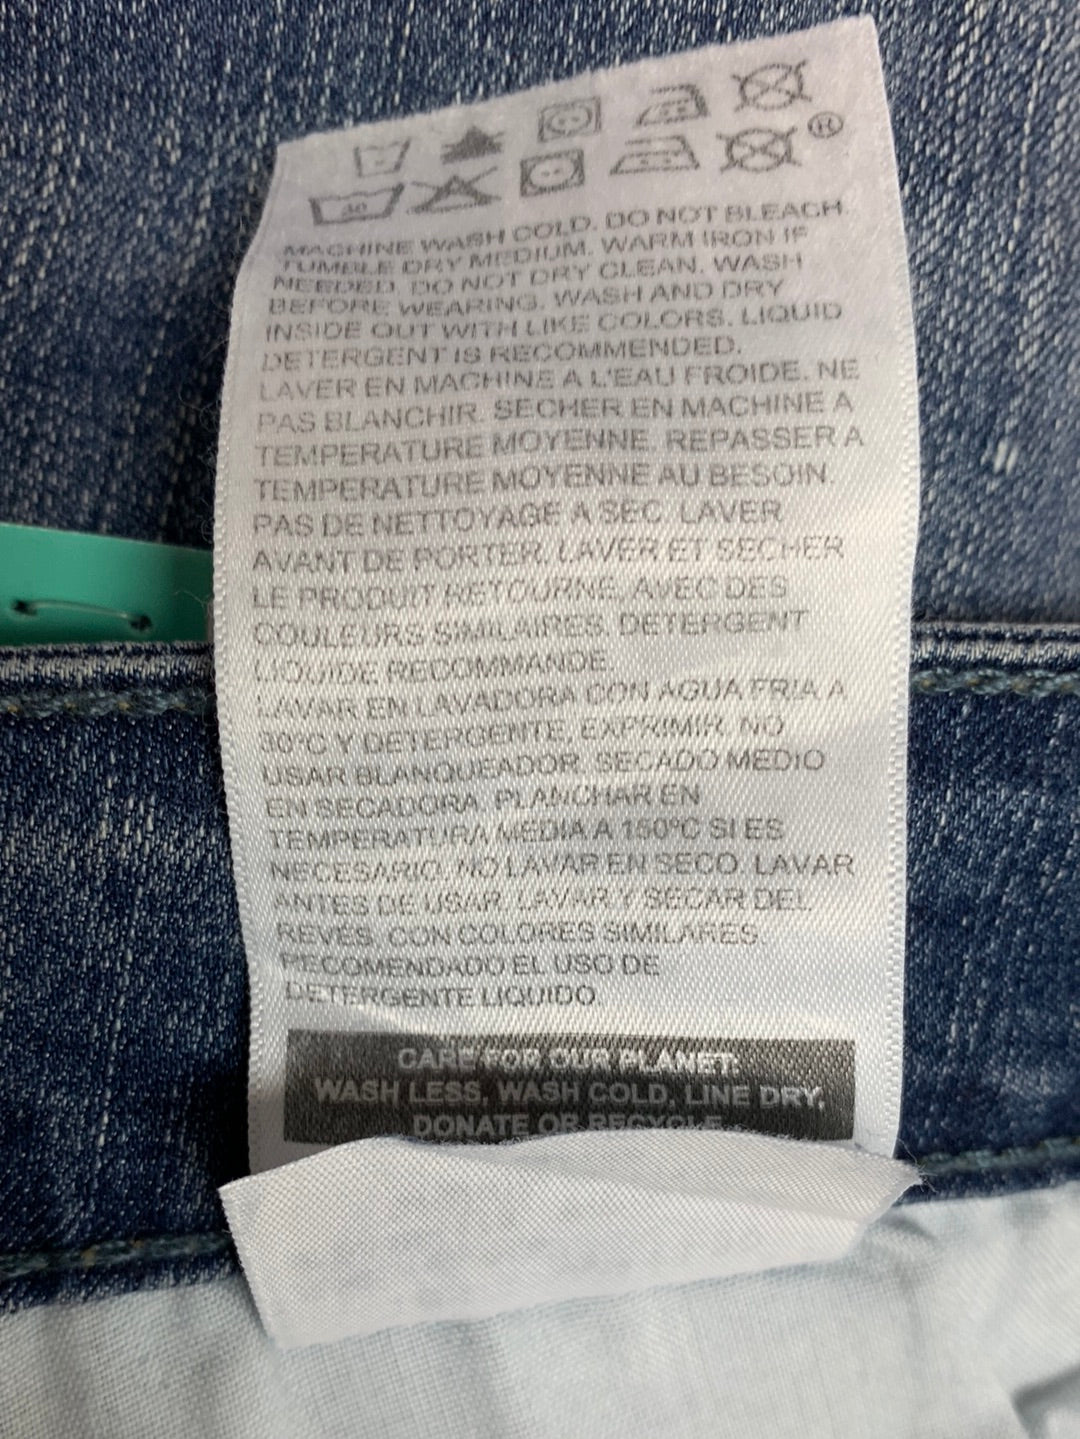 ®
30
MACHINE WASH COLD. DO NOT BLEACH.
TUMBLE DRY MEDIUM. WARM IRON IF
NEEDED. DO NOT DRY CLEAN. WASH
BEFORE WEARING. WASH AND DRY
INSIDE OUT WITH LIKE COLORS. LIQUID
DETERGENT IS RECOMMENDED.
LAVER EN MACHINE A L'EAU FROIDE. NE
PAS BLANCHIR. SECHER EN MACHINE A
TEMPERATURE MOYENNE. REPASSER A
TEMPERATURE MOYENNE AU BESOIN.
PAS DE NETTOYAGE A SEC. LAVER
AVANT DE PORTER. LAVER ET SECHER
LE PRODUIT RETOURNE, AVEC DES
COULEURS SIMILAIRES. DETERGENT
LIQUIDE RECOMMANDE.
LAVAR EN LAVADORA CON AGUA FRIA A
30°C Y DETERGENTE, EXPRIMIR. NO
USAR BLANQUEADOR. SECADO MEDIO
EN SECADORA. PLANCHAR EN
TEMPERATURA MEDIA A 150°C SI ES
NECESARIO. NO LAVAR EN SECO. LAVAR
ANTES DE USAR. LAVAR Y SECAR DEL
REVES, CON COLORES SIMILARES.
RECOMENDADO EL USO DE
DETERGENTE LIQUIDO.
CARE FOR OUR PLANET:
WASH LESS, WASH COLD, LINE DRY,
DONATE OR RECYCLE